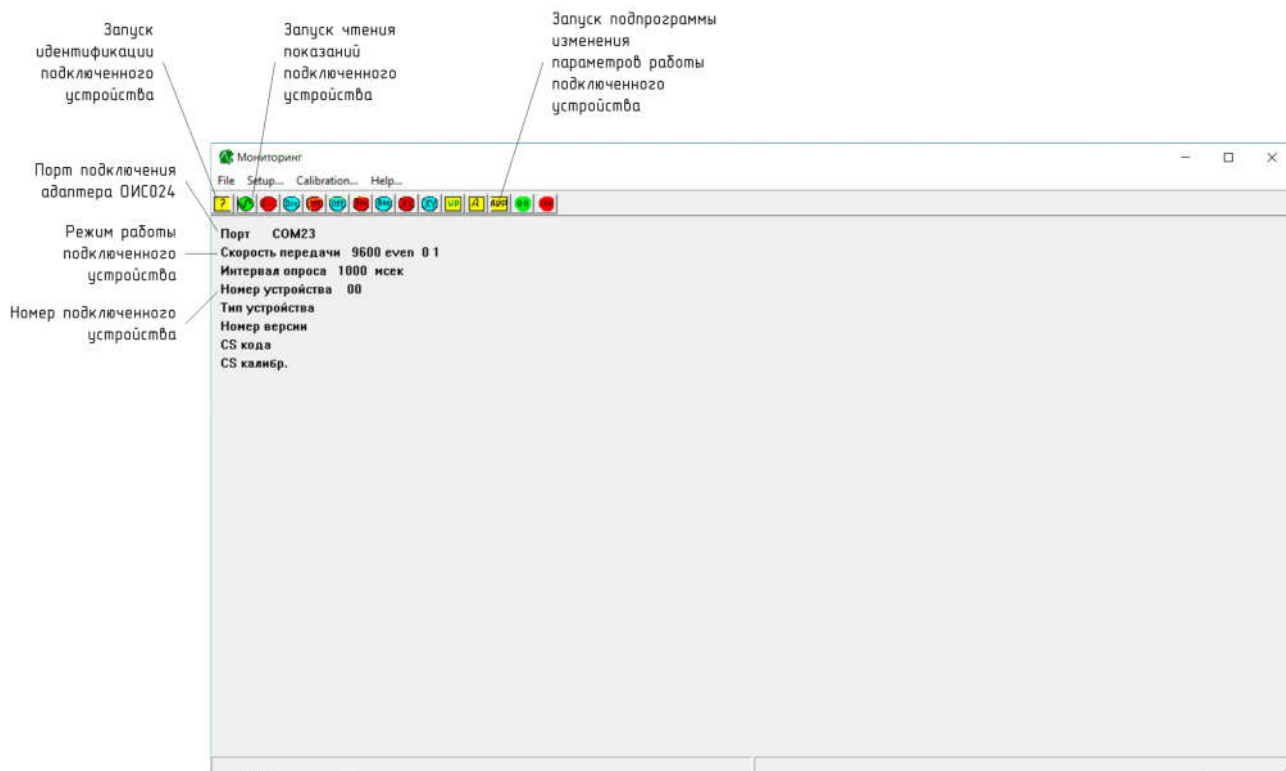 Запуск
идентификации
подключенного
устройства
Запуск чтения
показаний
подключенного
устройства
Запуск подпрограммы
изменения
параметров работы
подключенного
устройства
Порт подключения
адаптера ОИС024
Режим работы
подключенного
устройства
Номер подключенного
устройства
Мониторинг
File Setup... Calibration... Help...
?
XY WP A
Порт COM23
Скорость передачи 9600 even 0 1
Интервал опроса 1000 мсек
Номер устройства 00
Тип устройства
Номер версии
CS кода
CS калибр.